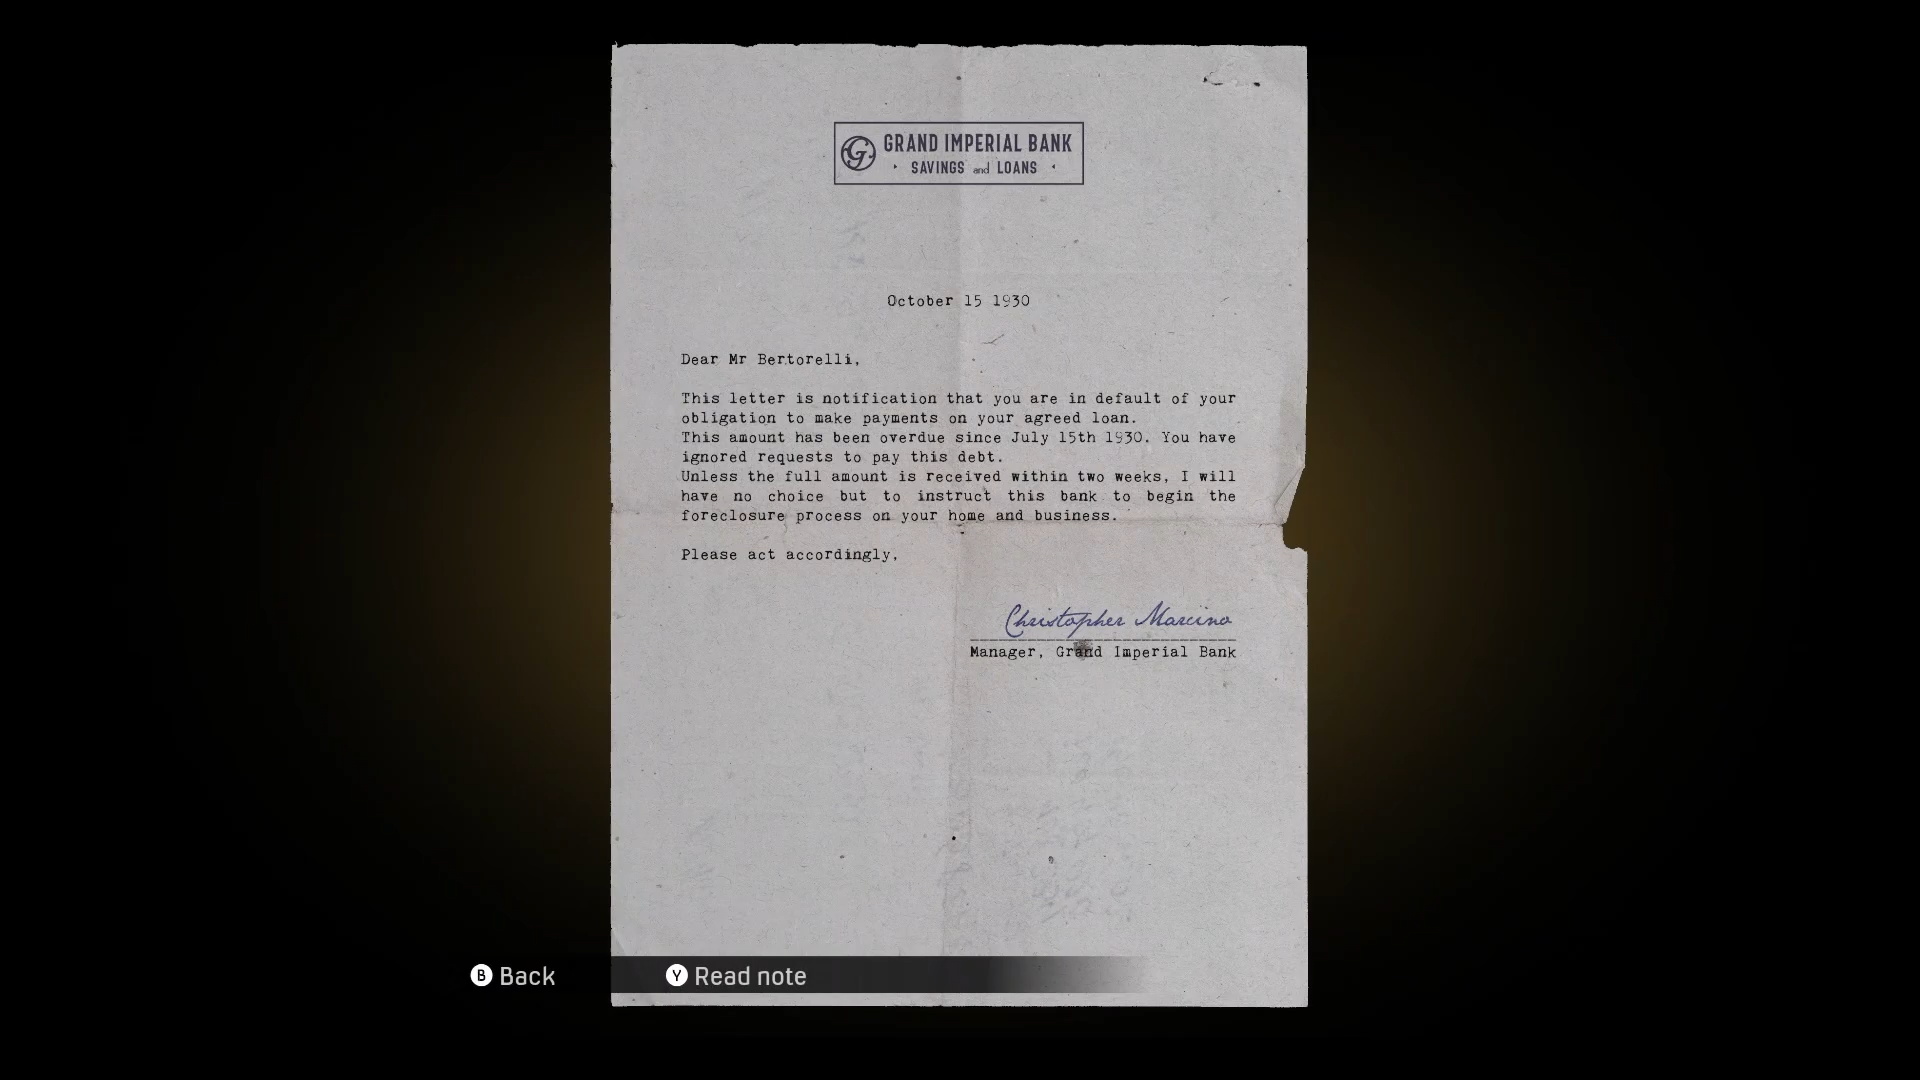 GRAND IMPERIAL BANK
SAVINGS and LOANS
October 15 1930
Dear Mr Bertorelli,
This letter is notification that you are in default of your
obligation to make payments on your agreed loan.
This amount has been overdue since July 15th 1930. You have
ignored requests to pay this debt.
Unless the full amount is received within two weeks, I will
have no choice but to instruct this bank to begin the
foreclosure process on your home and business.
Please act accordingly,
Christopher Marcino
Manager, Grand Imperial Bank
B Back Y Read note